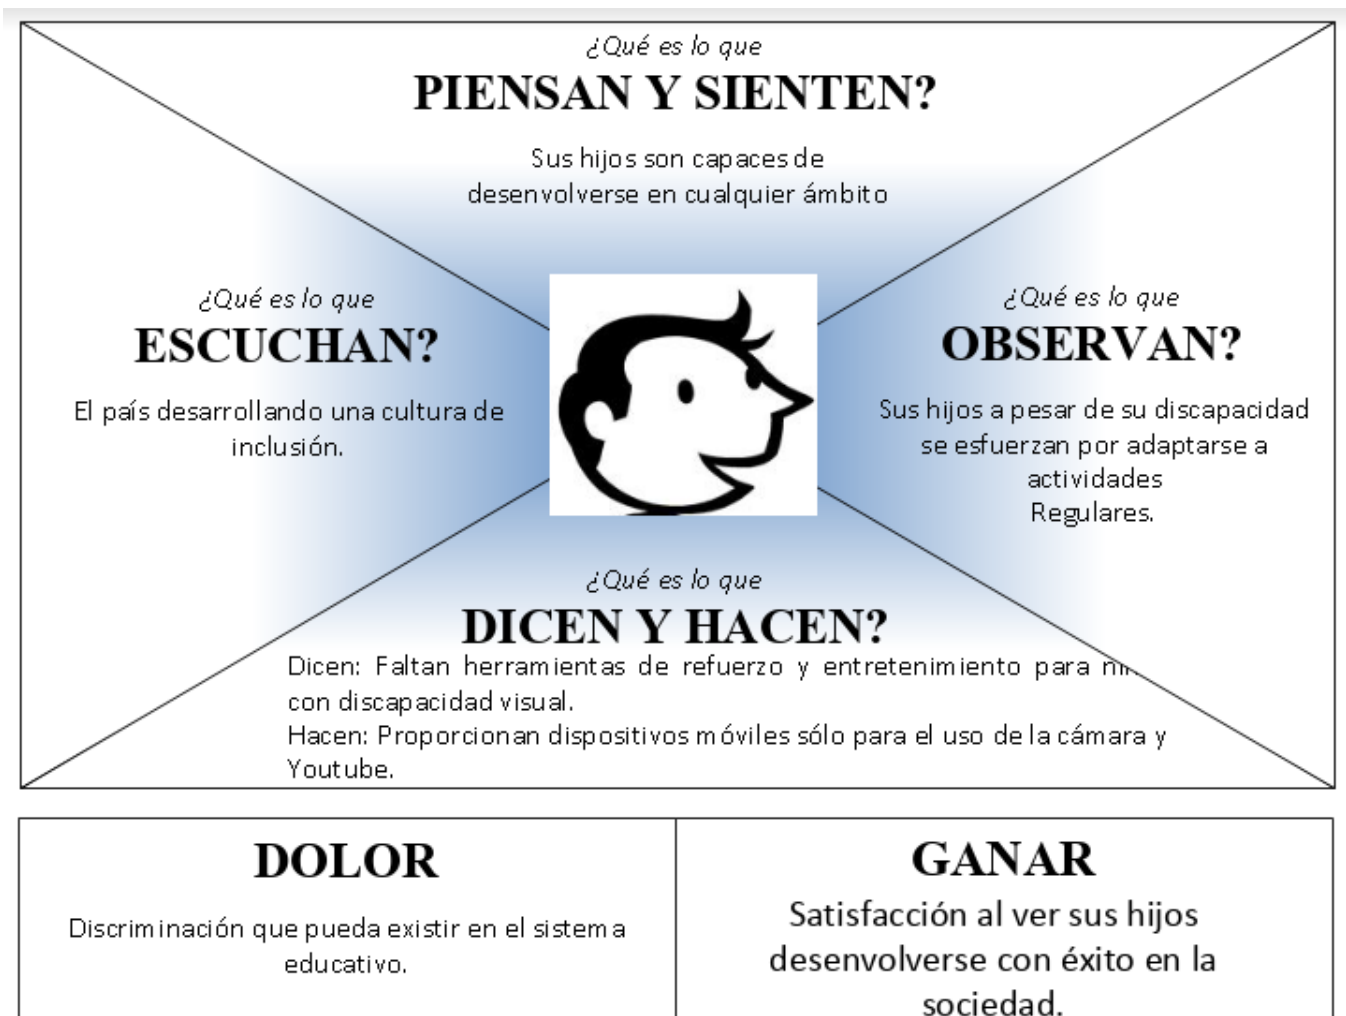 ¿Qué es lo que
PIENSAN Y SIENTEN?
Sus hijos son capaces de
desenvolverse en cualquier ámbito
¿Qué es lo que
ESCUCHAN?
El país desarrollando una cultura de
inclusión.
¿Qué es lo que
OBSERVAN?
Sus hijos a pesar de su discapacidad
se esfuerzan por adaptarse a
actividades
Regulares.
¿Qué es lo que
DICEN Y HACEN?
Dicen: Faltan herramientas de refuerzo y entretenimiento para
con discapacidad visual.
Hacen: Proporcionan dispositivos móviles sólo para el uso de la cámara y
Youtube.
DOLOR
Discriminación que pueda existir en el sistema
educativo.
GANAR
Satisfacción al ver sus hijos
desenvolverse con éxito en la
sociedad.